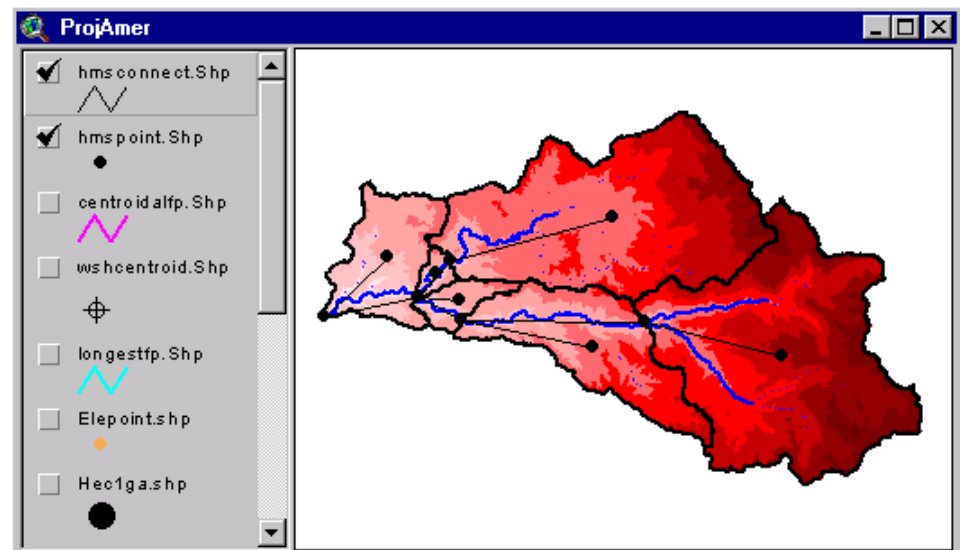 ProjAmer
hmsconnect.Shp
hmspoint.Shp
centroidalfp.Shp
wshcentroid.Shp
longestfp.Shp
Elepoint.shp
Hec1ga.shp